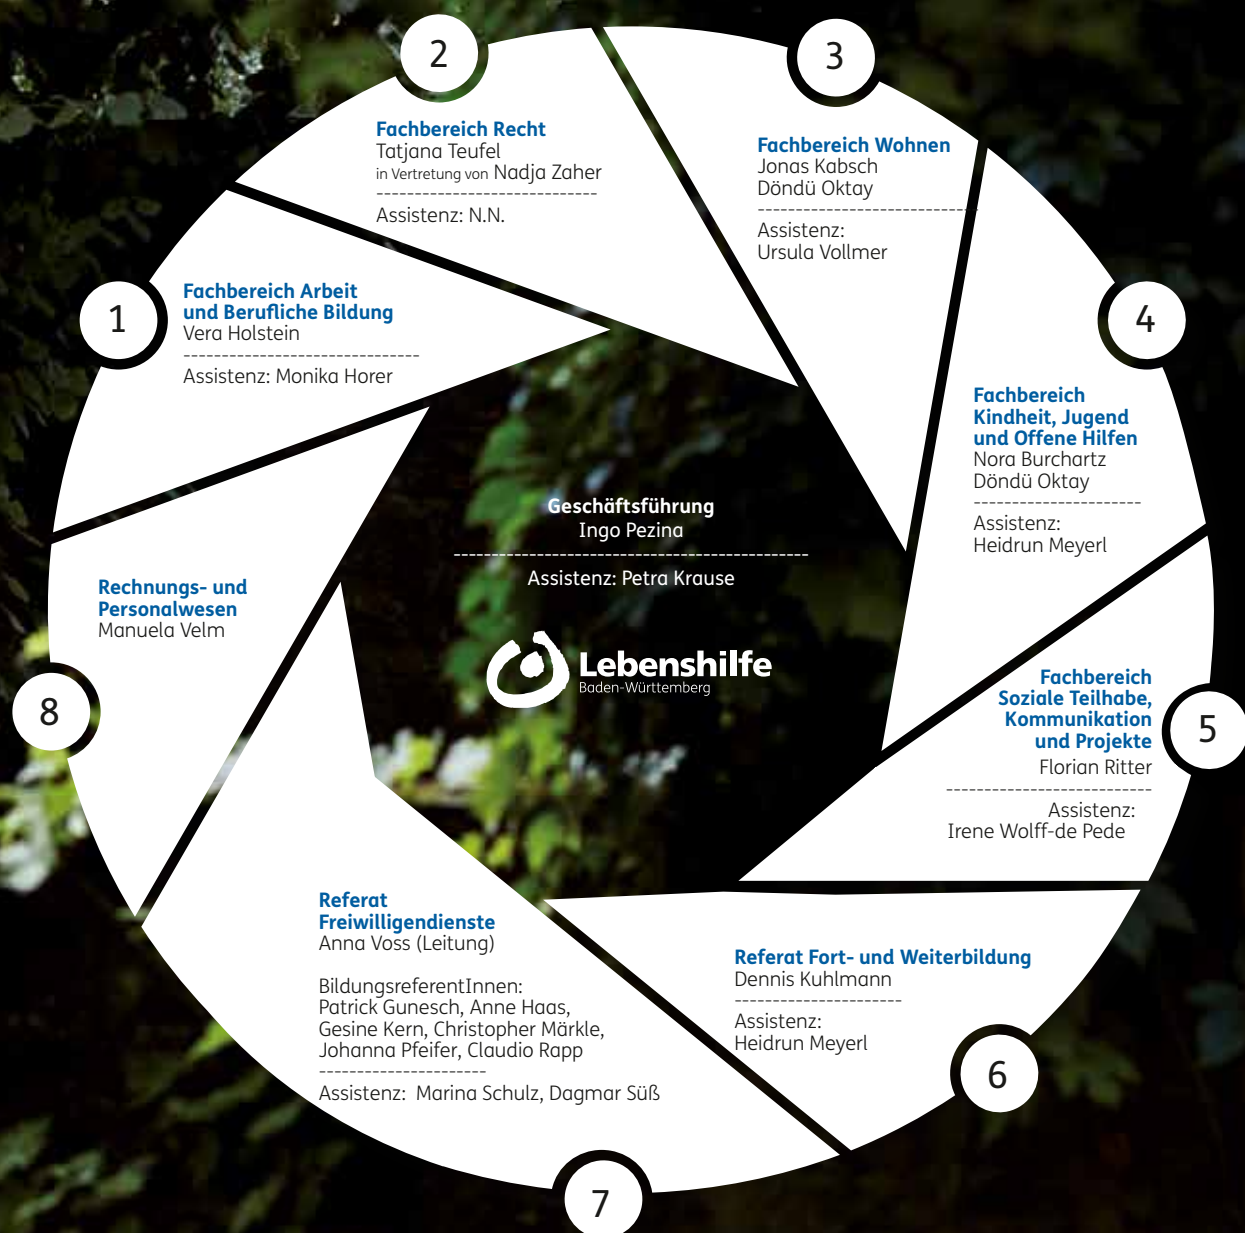 1
Fachbereich Arbeit
und Berufliche Bildung
Vera Holstein
------------------------------
Assistenz: Monika Horer
2
Fachbereich Recht
Tatjana Teufel
in Vertretung von Nadja Zaher
----------------------------
Assistenz: N.N.
3
Fachbereich Wohnen
Jonas Kabsch
Döndü Oktay
----------------------------
Assistenz:
Ursula Vollmer
4
Fachbereich
Kindheit, Jugend
und Offene Hilfen
Nora Burchartz
Döndü Oktay
----------------------
Assistenz:
Heidrun Meyerl
5
Fachbereich
Soziale Teilhabe,
Kommunikation
und Projekte
Florian Ritter
---------------------------
Assistenz:
Irene Wolff-de Pede
6
Referat Fort- und Weiterbildung
Dennis Kuhlmann
----------------------
Assistenz:
Heidrun Meyerl
7
Referat
Freiwilligendienste
Anna Voss (Leitung)
BildungsreferentInnen:
Patrick Gunesch, Anne Haas,
Gesine Kern, Christopher Märkle,
Johanna Pfeifer, Claudio Rapp
----------------------
Assistenz: Marina Schulz, Dagmar Süß
8
Rechnungs- und
Personalwesen
Manuela Velm
Geschäftsführung
Ingo Pezina
-----------------------------------------------
Assistenz: Petra Krause
Lebenshilfe
Baden-Württemberg